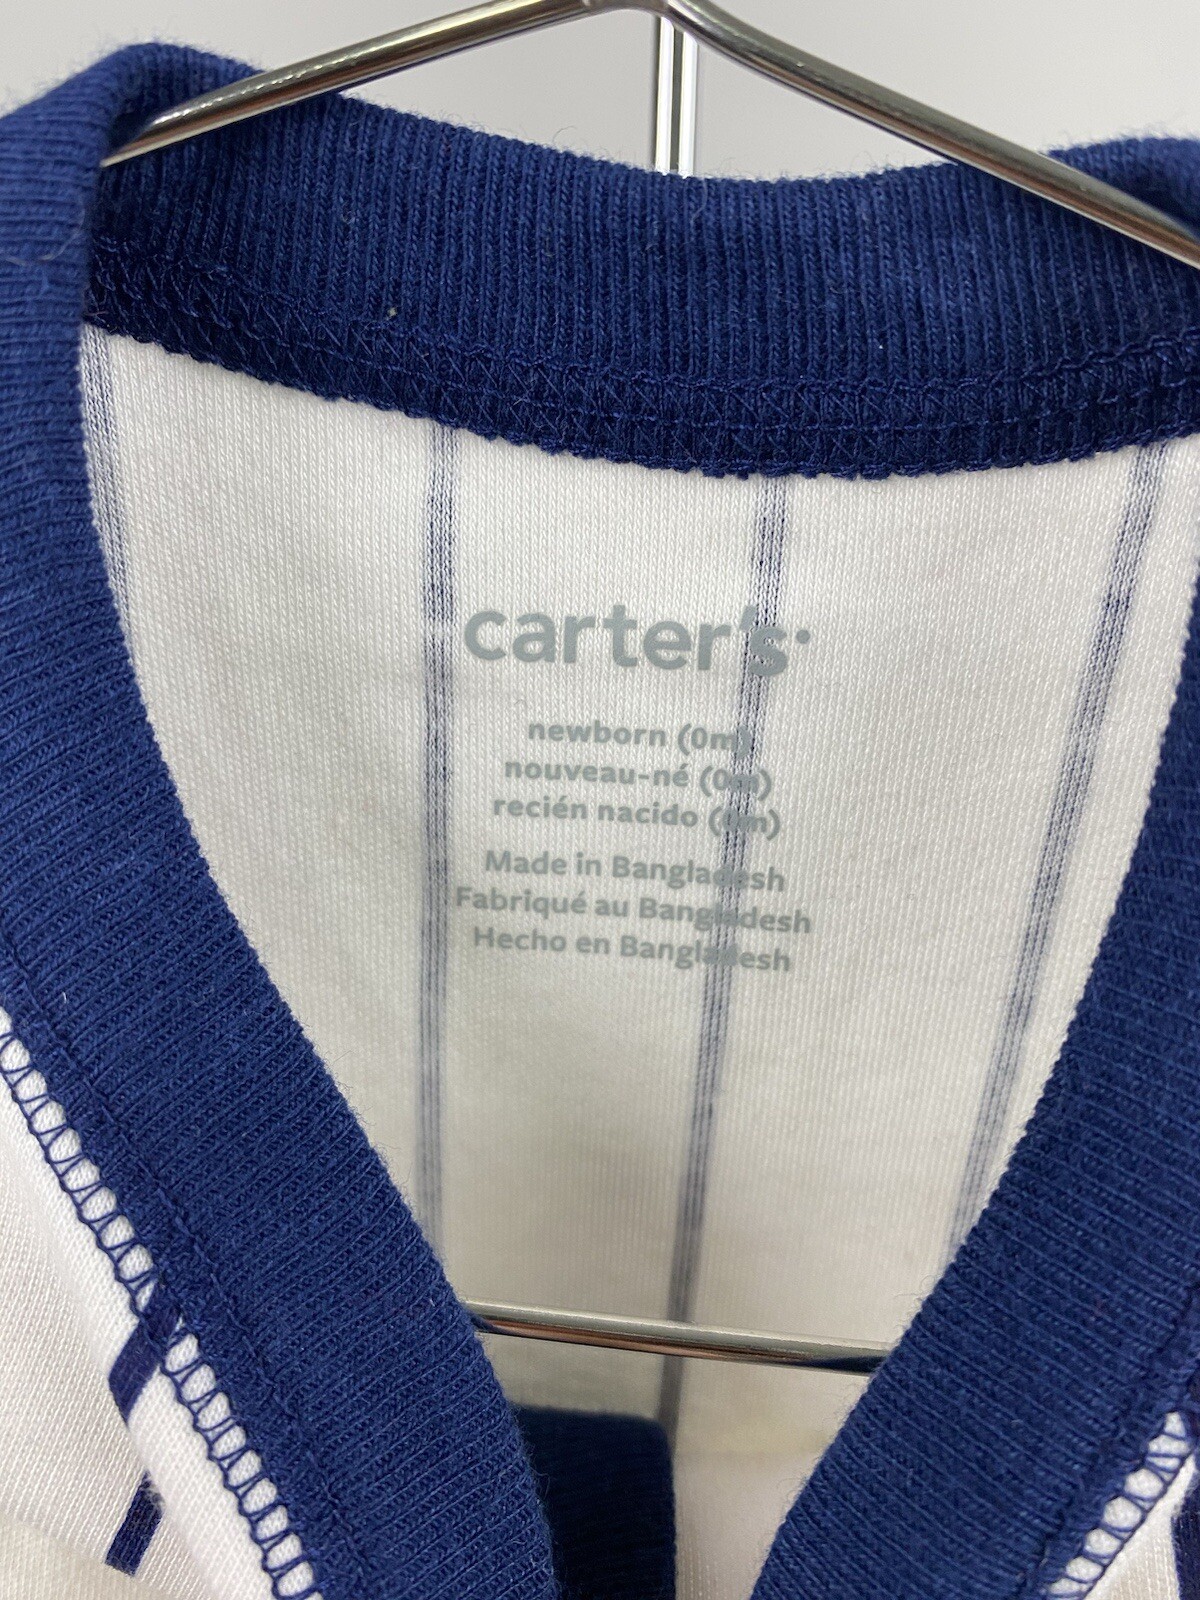 carter's
newborn (0m)
nouveau-né (0m)
recién nacido (0m)
Made in Bangladesh
Fabriqué au Bangladesh
Hecho en Bangladesh